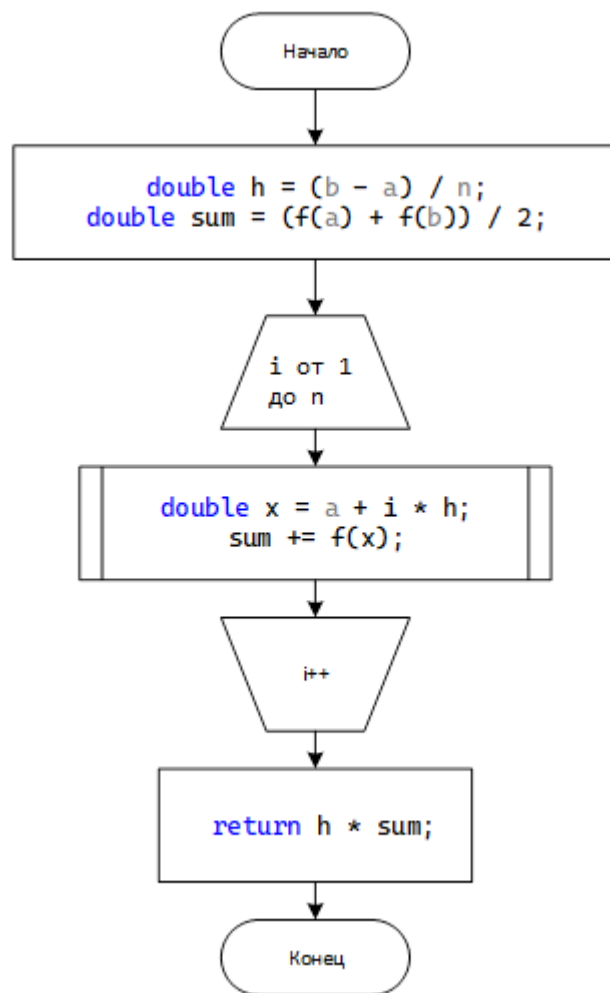 Начало
double h = (b - a) / n;
double sum = (f(a) + f(b)) / 2;
i от 1
до n
double x = a + i * h;
sum += f(x);
i++
return h * sum;
Конец